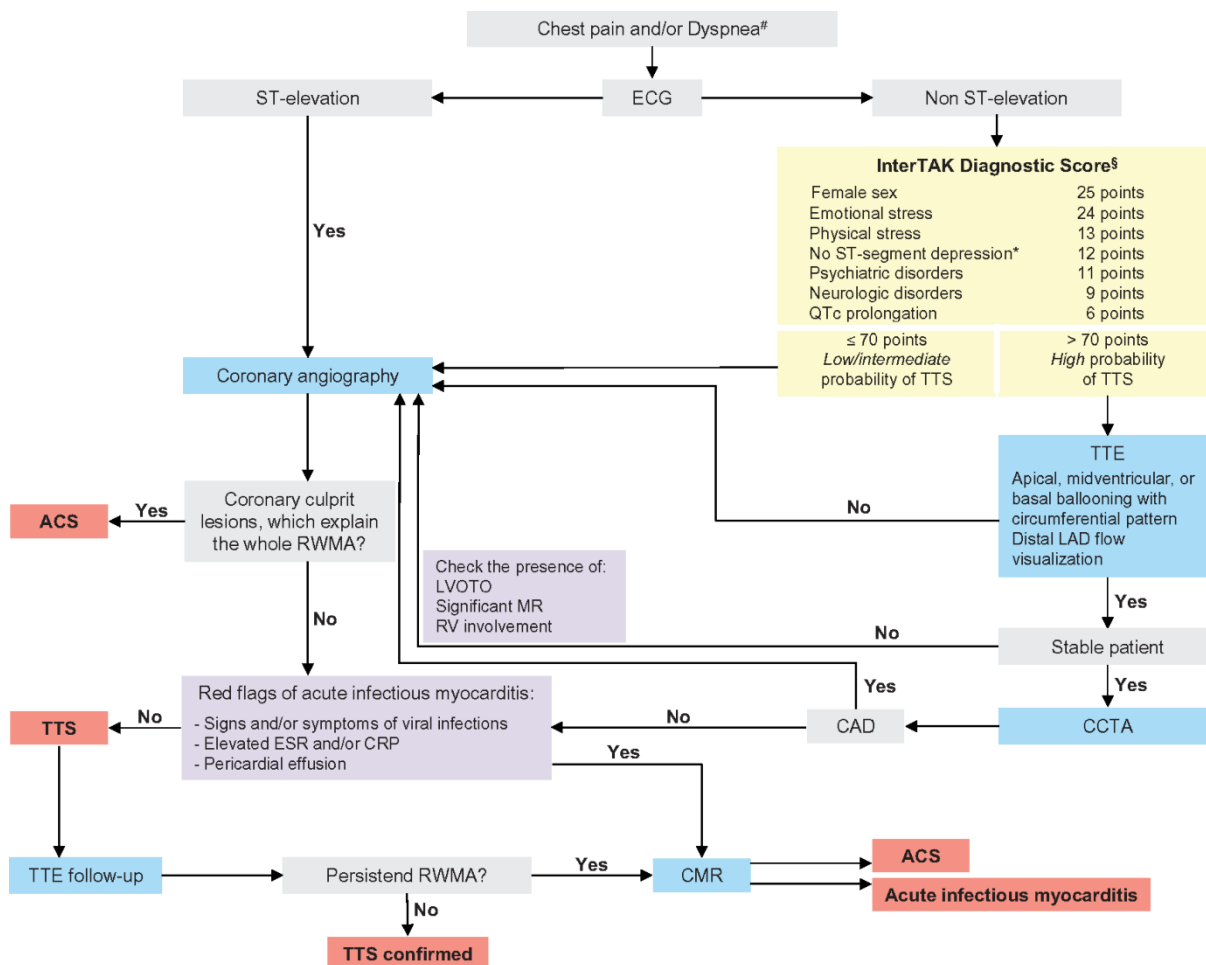 Chest pain and/or Dyspnea#
ST-elevation
ECG
Non ST-elevation
Yes
InterTAK Diagnostic Score§
Female sex 25 points
Emotional stress 24 points
Physical stress 13 points
No ST-segment depression* 12 points
Psychiatric disorders 11 points
Neurologic disorders 9 points
QTc prolongation 6 points
≤ 70 points
Low/intermediate
probability of TTS
> 70 points
High probability
of TTS
Coronary angiography
TTE
Apical, midventricular, or
basal ballooning with
circumferential pattern
Distal LAD flow
visualization
No
Coronary culprit
lesions, which explain
the whole RWMA?
Yes
ACS
Check the presence of:
LVOTO
Significant MR
RV involvement
No
Yes
No
Stable patient
Yes
Yes
Red flags of acute infectious myocarditis:
- Signs and/or symptoms of viral infections
- Elevated ESR and/or CRP
- Pericardial effusion
No
TTS
No
CAD
CCTA
Yes
TTE follow-up
Persistend RWMA?
Yes
CMR
ACS
Acute infectious myocarditis
No
TTS confirmed